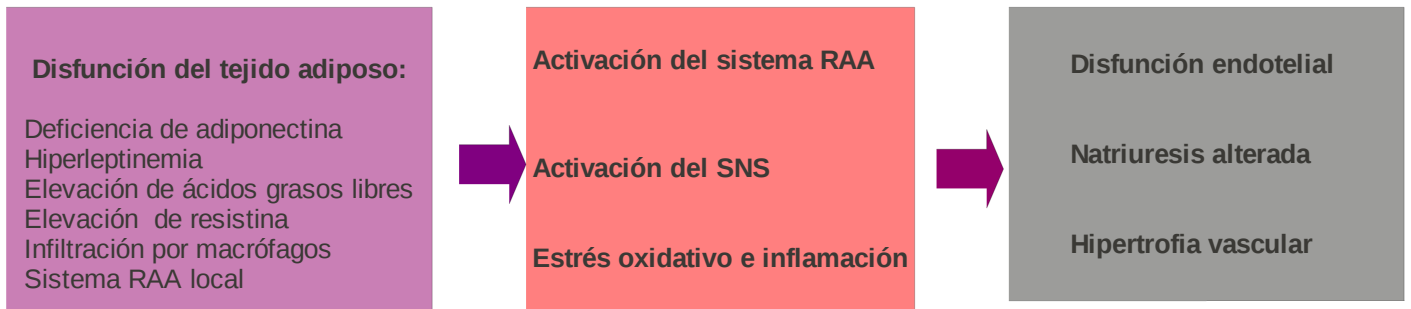 Disfunción del tejido adiposo:
Deficiencia de adiponectina
Hiperleptinemia
Elevación de ácidos grasos libres
Elevación  de resistina
Infiltración por macrófagos
Sistema RAA local
Activación del sistema RAA
Activación del SNS
Estrés oxidativo e inflamación
Disfunción endotelial
Natriuresis alterada
Hipertrofia vascular